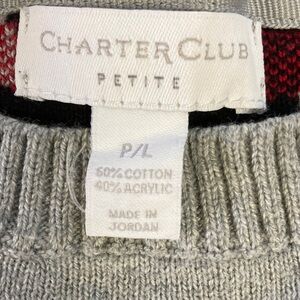 CHARTER CLUB
PETITE
P/L
60% COTTON
40% ACRYLIC
MADE IN
JORDAN